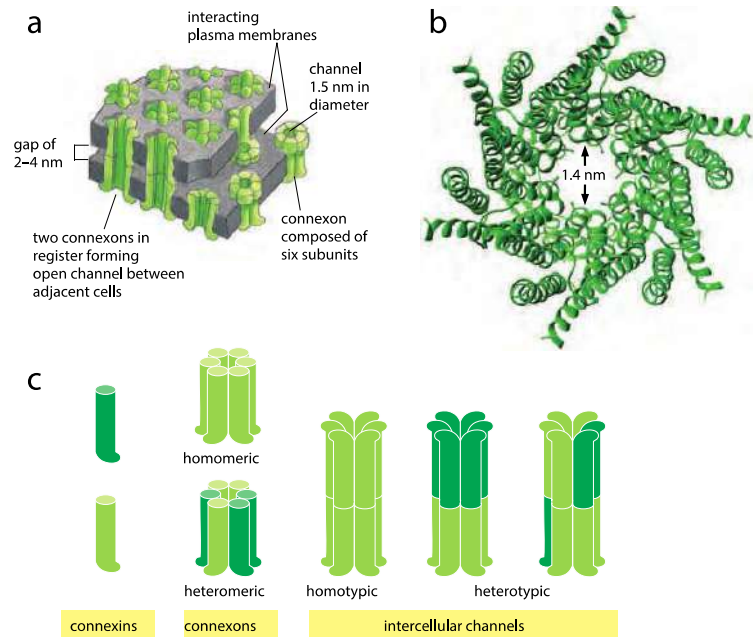 a
interacting
plasma membranes
channel
1.5 nm in
diameter
gap of
2–4 nm
two connexons in
register forming
open channel between
adjacent cells
connexon
composed of
six subunits
b
1.4 nm
c
homomeric
heteromeric
homotypic
heterotypic
connexins
connexons
intercellular channels